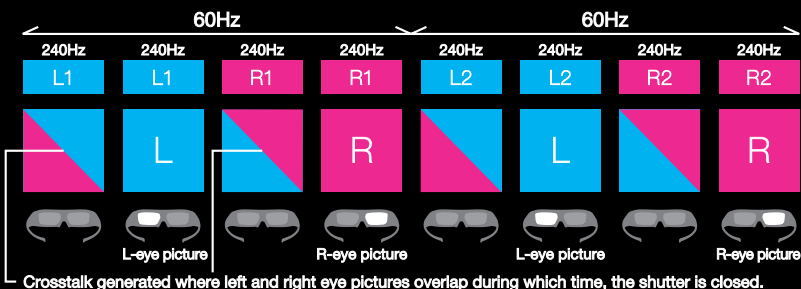 60Hz 60Hz
240Hz 240Hz 240Hz 240Hz 240Hz 240Hz 240Hz 240Hz
L1 L1 R1 R1 L2 L2 R2 R2
L R L R
L-eye picture R-eye picture L-eye picture R-eye picture
Crosstalk generated where left and right eye pictures overlap during which time, the shutter is closed.